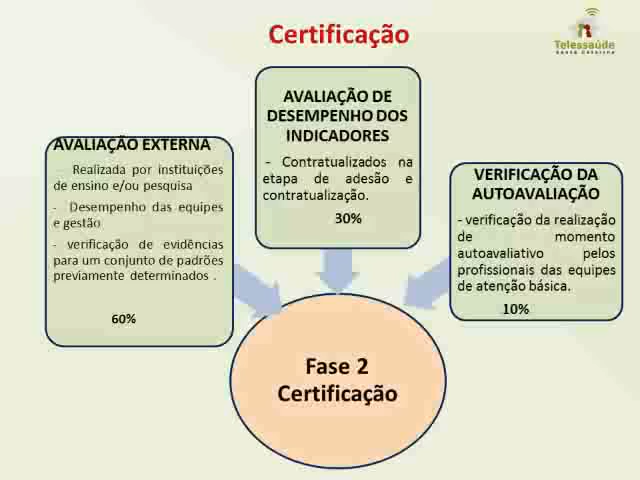 Certificação
Telessaúde
Santa Catarina
AVALIAÇÃO EXTERNA
Realizada por instituições
de ensino e/ou pesquisa
- Desempenho das equipes
e gestão
- verificação de evidências
para um conjunto de padrões
previamente determinados .
60%
AVALIAÇÃO DE
DESEMPENHO DOS
INDICADORES
- Contratualizados na
etapa de adesão e
contratualização.
30%
VERIFICAÇÃO DA
AUTOAVALIAÇÃO
- verificação da realização
de momento
autoavaliativo pelos
profissionais das equipes
de atenção básica.
10%
Fase 2
Certificação